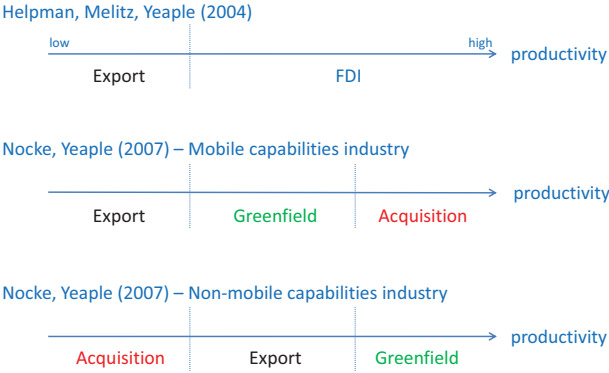 Helpman, Melitz, Yeaple (2004)
low high
productivity
Export FDI
Nocke, Yeaple (2007) – Mobile capabilities industry
productivity
Export Greenfield Acquisition
Nocke, Yeaple (2007) – Non-mobile capabilities industry
productivity
Acquisition Export Greenfield